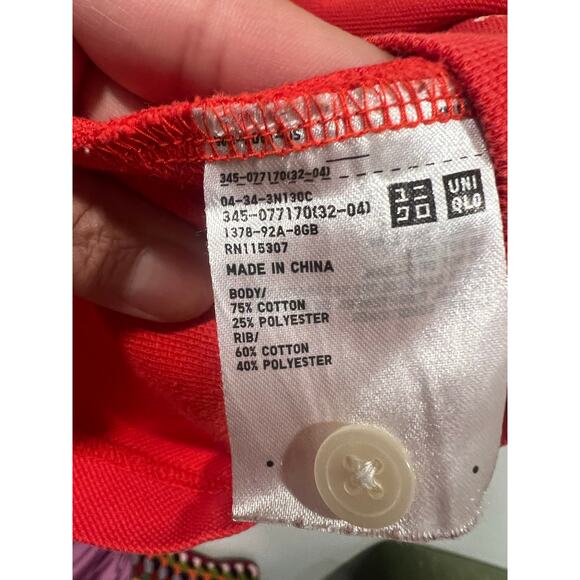 345-077170(32-04)
04-34-3N130C
345-077170(32-04)
1378-92A-8GB
RN115307
MADE IN CHINA
BODY/
75% COTTON
25% POLYESTER
RIB/
60% COTTON
40% POLYESTER
ユニ
クロ
UNI
QLO